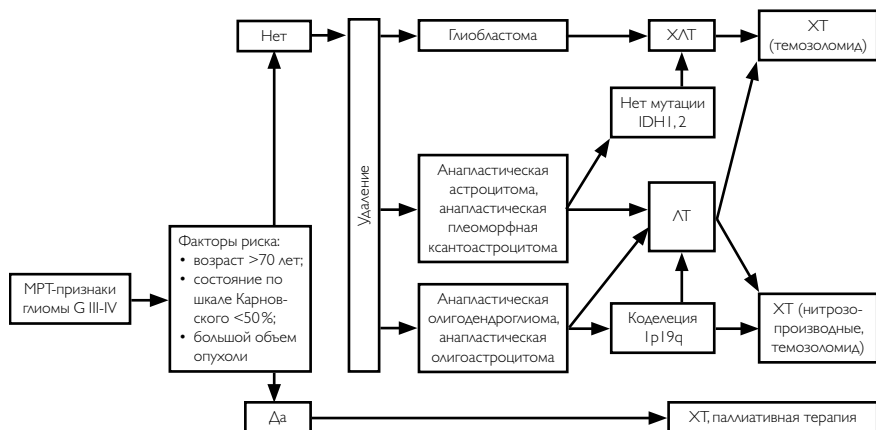 Нет
Глиобластома
ХЛТ
ХТ
(темозоломид)
Нет мутации
IDH1, 2
Удаление
Анапластическая
астроцитома,
анапластическая
плеоморфная
ксантоастроцитома
ЛТ
МРТ-признаки
глиомы G III-IV
Факторы риска:
• возраст >70 лет;
• состояние по
шкале Карнов-
ского <50%;
• большой объем
опухоли
Анапластическая
олигодендроглиома,
анапластическая
олигоастроцитома
Коделеция
1p19q
ХТ (нитрозо-
производные,
темозоломид)
Да
ХТ, паллиативная терапия